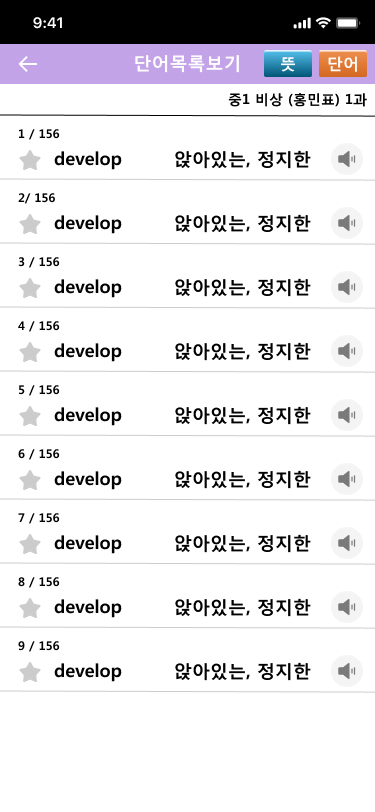 9:41
단어목록보기 뜻 단어
중1 비상 (홍민표) 1과
1 / 156
develop 앉아있는, 정지한
2/ 156
develop 앉아있는, 정지한
3 / 156
develop 앉아있는, 정지한
4 / 156
develop 앉아있는, 정지한
5 / 156
develop 앉아있는, 정지한
6 / 156
develop 앉아있는, 정지한
7 / 156
develop 앉아있는, 정지한
8 / 156
develop 앉아있는, 정지한
9 / 156
develop 앉아있는, 정지한